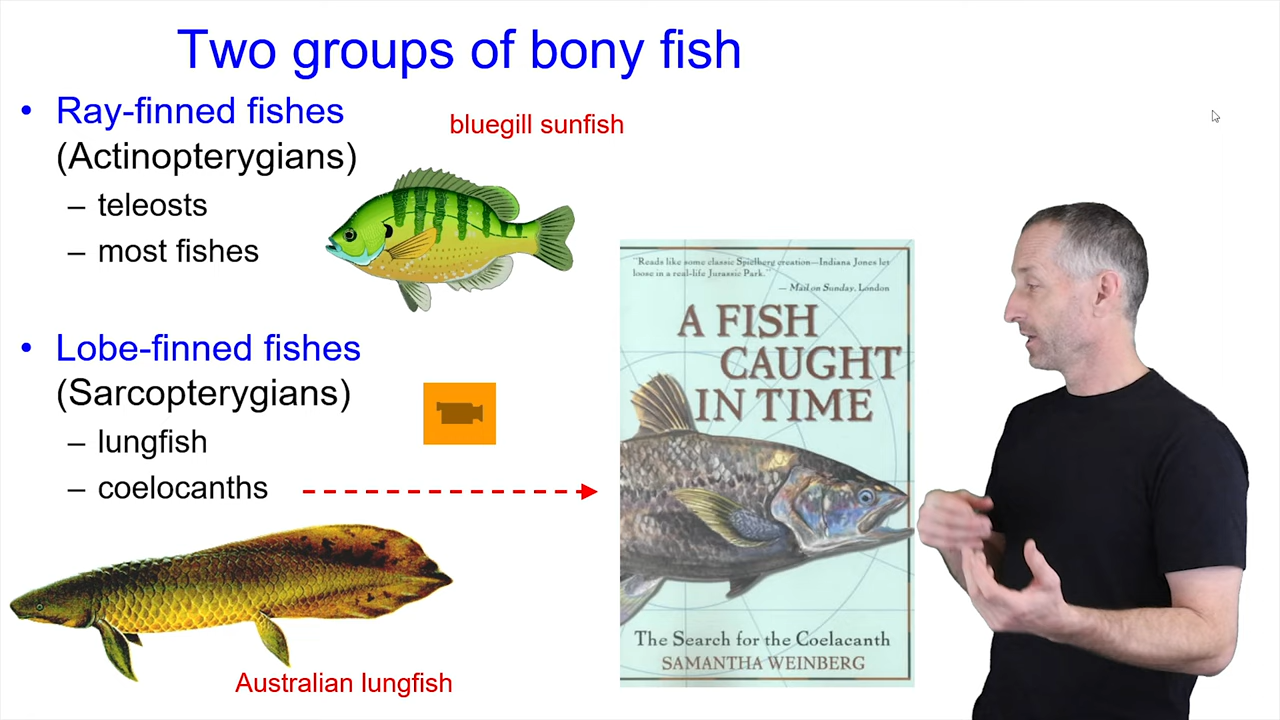 Two groups of bony fish
• Ray-finned fishes
(Actinopterygians)
– teleosts
– most fishes
bluegill sunfish
• Lobe-finned fishes
(Sarcopterygians)
– lungfish
– coelocanths
Australian lungfish
"Reads like some classic Spielberg creation—Indiana Jones let
loose in a real-life Jurassic Park."
— Mail on Sunday, London
A FISH
CAUGHT
IN TIME
The Search for the Coelacanth
SAMANTHA WEINBERG